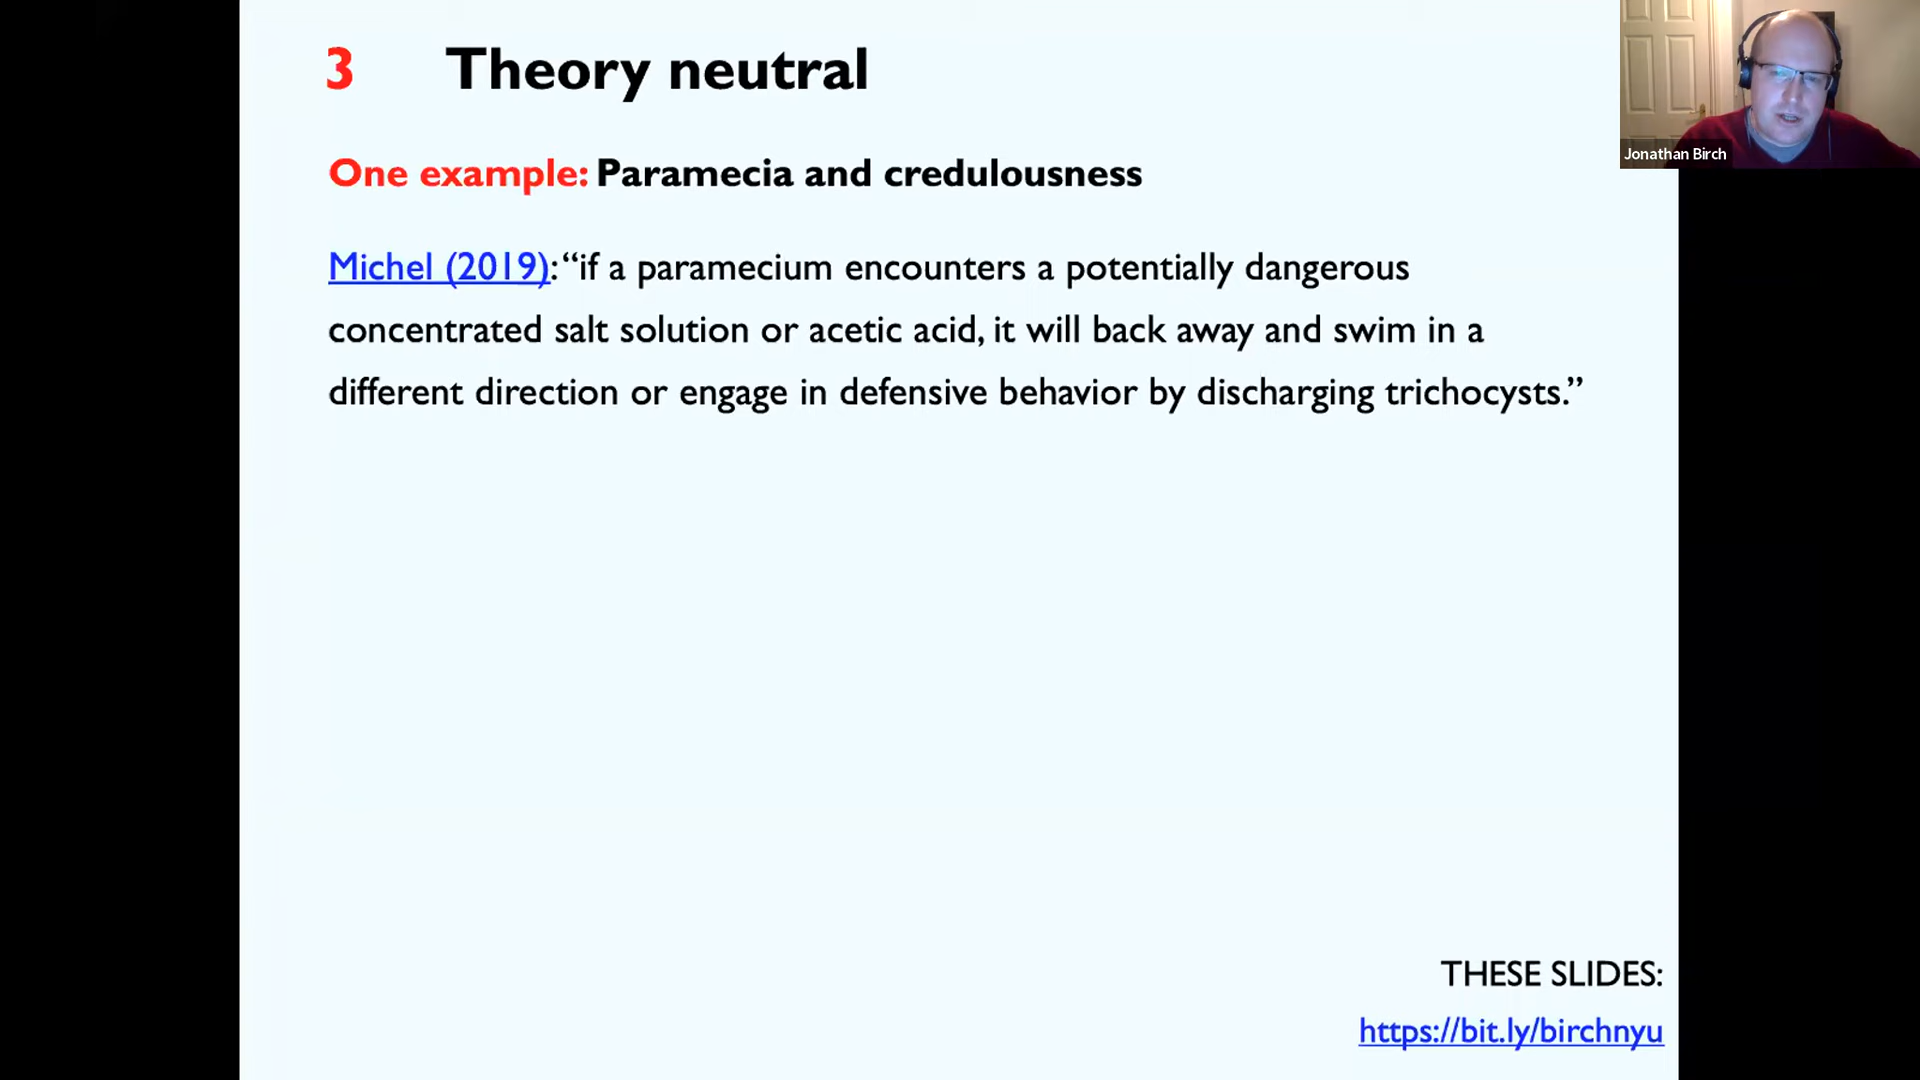 3 Theory neutral
Jonathan Birch
One example: Paramecia and credulousness
Michel (2019): “if a paramecium encounters a potentially dangerous
concentrated salt solution or acetic acid, it will back away and swim in a
different direction or engage in defensive behavior by discharging trichocysts.”
THESE SLIDES:
https://bit.ly/birchnyu